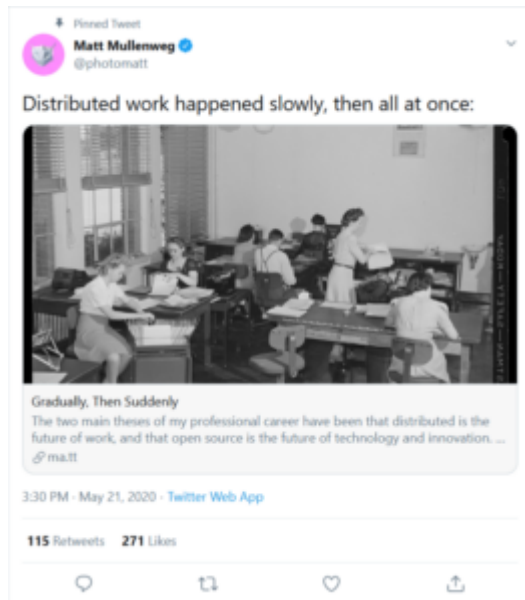 Pinned Tweet
Matt Mullenweg
@photomatt
Distributed work happened slowly, then all at once:
Gradually, Then Suddenly
The two main theses of my professional career have been that distributed is the
future of work, and that open source is the future of technology and innovation. ...
ma.tt
3:30 PM · May 21, 2020 · Twitter Web App
115 Retweets 271 Likes